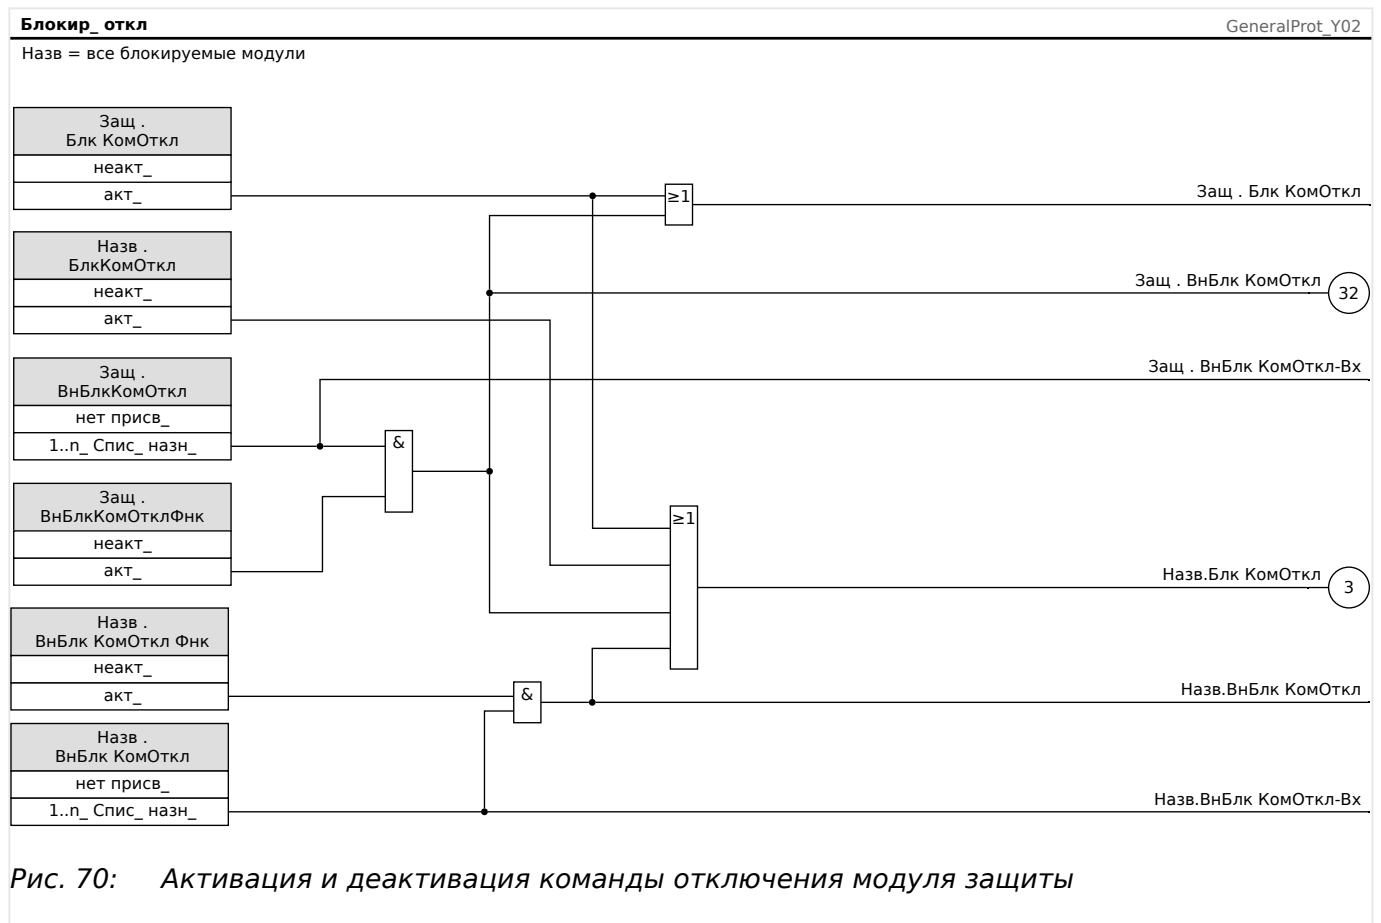 Блокир_ откл
GeneralProt_Y02
Назв = все блокируемые модули
Защ .
Блк КомОткл
неакт_
акт_
≥1
Защ . Блк КомОткл
Назв .
БлкКомОткл
неакт_
акт_
Защ . ВнБлк КомОткл
32
Защ .
ВнБлкКомОткл
нет присв_
1..n_ Спис_ назн_
Защ . ВнБлк КомОткл-Вх
&
Защ .
ВнБлкКомОтклФнк
неакт_
акт_
≥1
Назв.Блк КомОткл
3
Назв .
ВнБлк КомОткл Фнк
неакт_
акт_
&
Назв.ВнБлк КомОткл
Назв .
ВнБлк КомОткл
нет присв_
1..n_ Спис_ назн_
Назв.ВнБлк КомОткл-Вх
Рис. 70: Активация и деактивация команды отключения модуля защиты